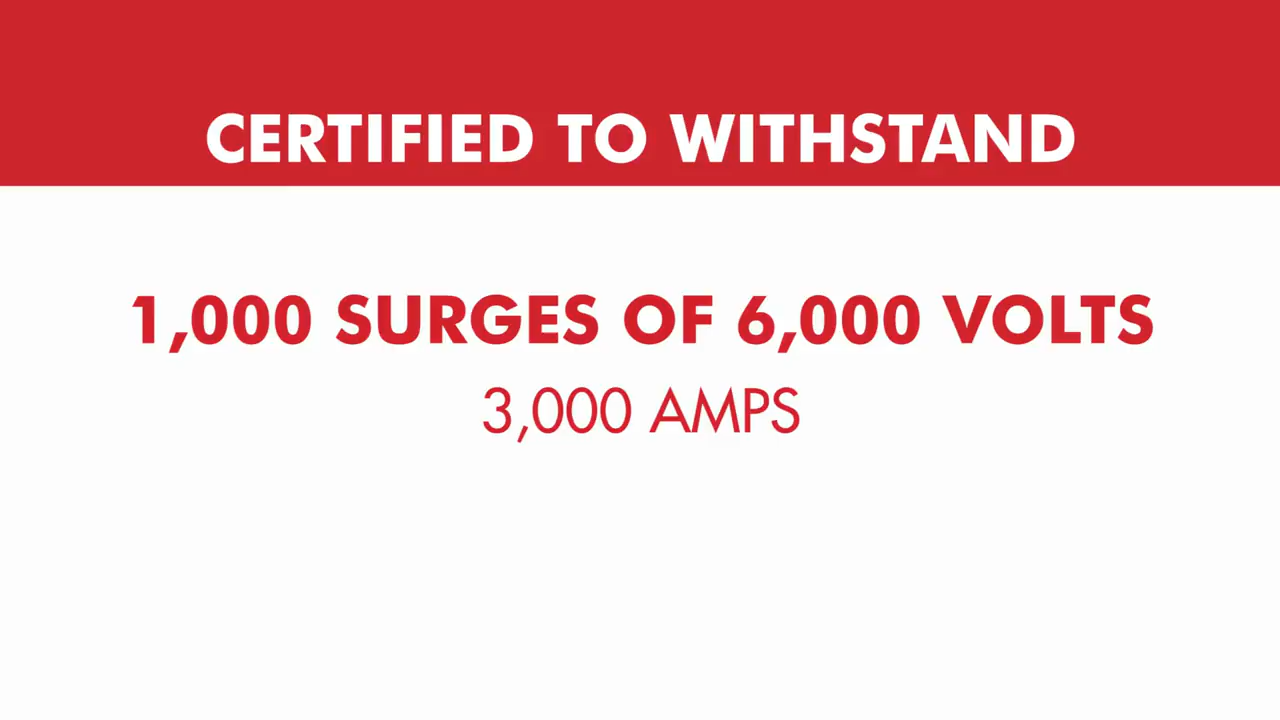 CERTIFIED TO WITHSTAND
1,000 SURGES OF 6,000 VOLTS
3,000 AMPS